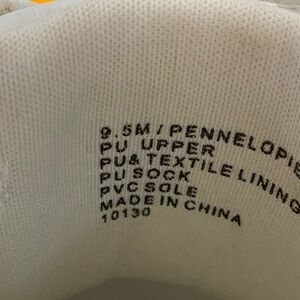 9.5M / PENNELOPIE
PU UPPER
PU& TEXTILE LINING
PU SOCK
PVC SOLE
MADE IN CHINA
10130